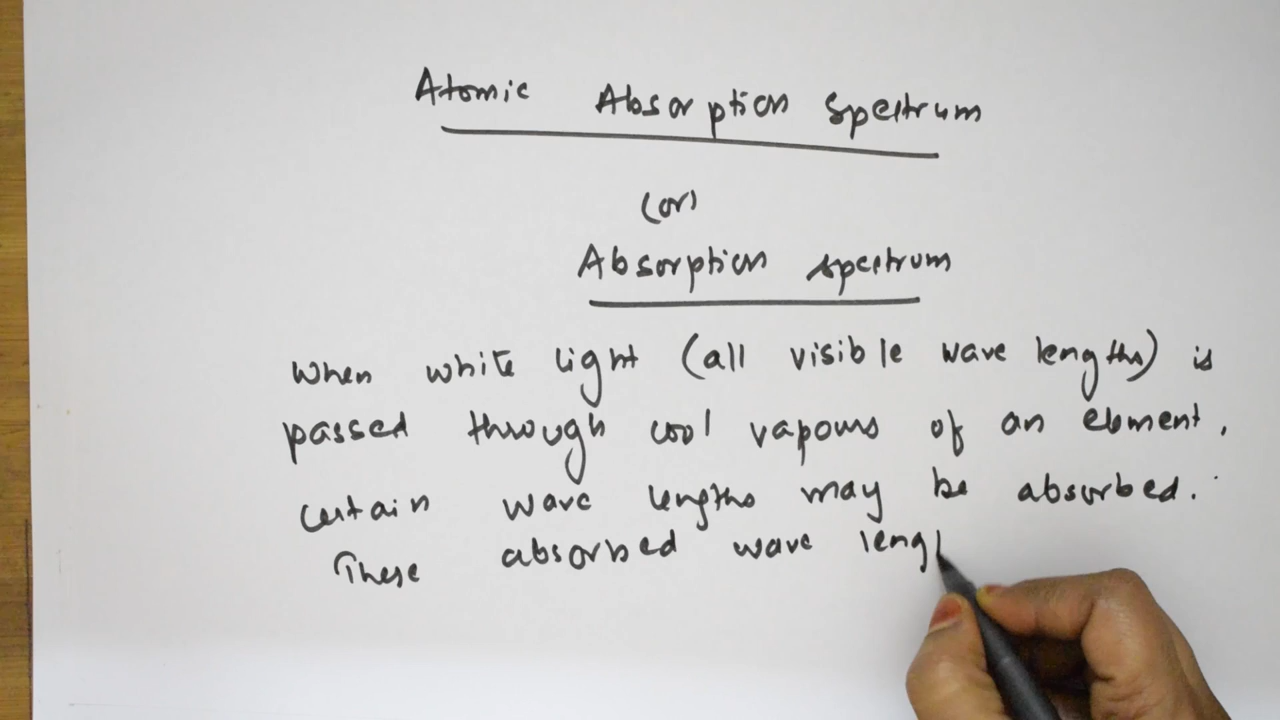 Atomic Absorption Spectrum
(or)
Absorption spectrum
When white light (all visible wave lengths) is
passed through cool vapours of an element,
certain wave lengths may be absorbed.
These absorbed wave leng